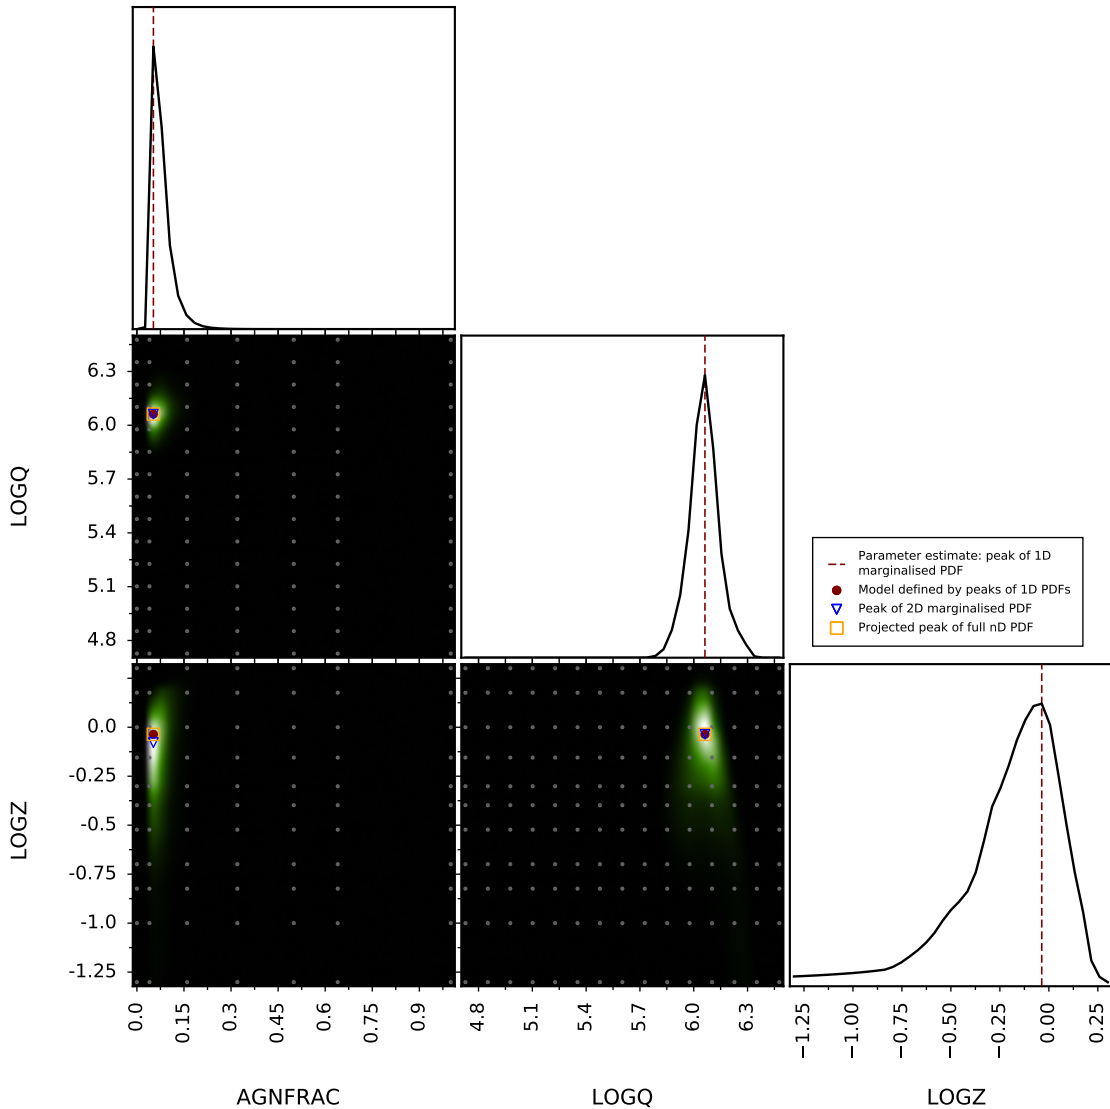 6.3
6.0
5.7
5.4
5.1
4.8
LOGQ
Parameter estimate: peak of 1D
marginalised PDF
Model defined by peaks of 1D PDFs
Peak of 2D marginalised PDF
Projected peak of full nD PDF
0.0
-0.25
-0.5
-0.75
-1.0
-1.25
LOGZ
0.0 0.15 0.3 0.45 0.6 0.75 0.9
4.8 5.1 5.4 5.7 6.0 6.3
−1.25 −1.00 −0.75 −0.50 −0.25 0.00 0.25
AGNFRAC
LOGQ
LOGZ